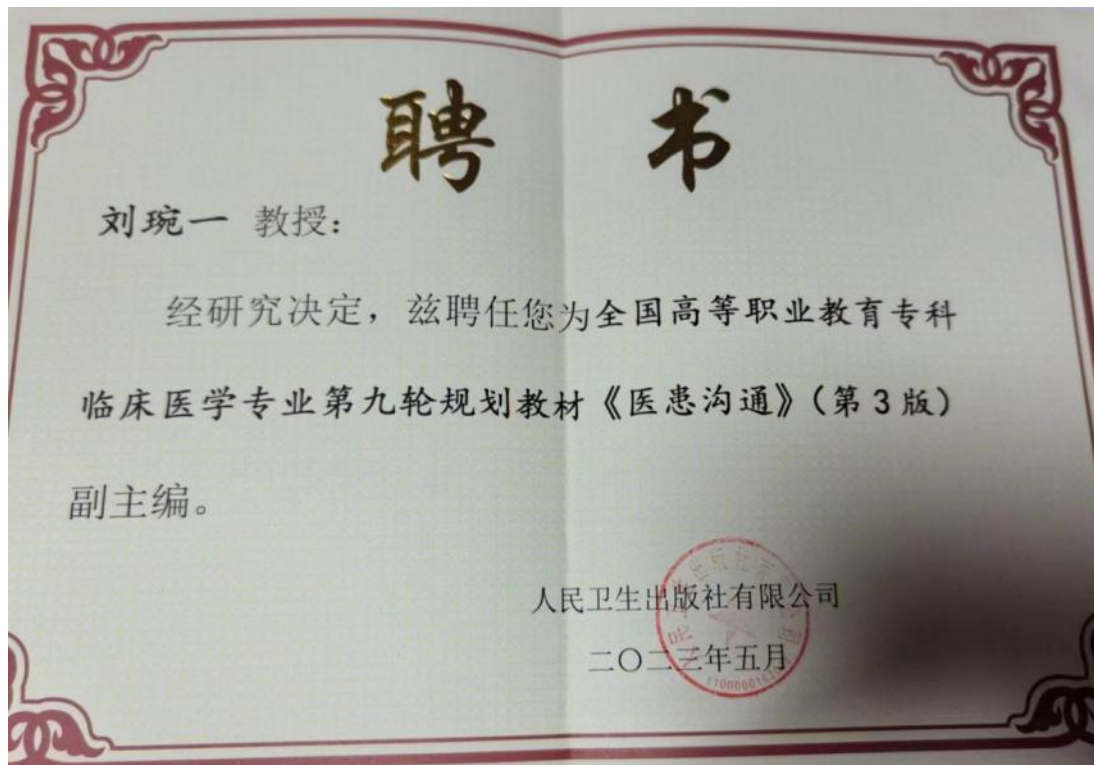 聘 书
刘琬一 教授：
经研究决定，兹聘任您为全国高等职业教育专科
临床医学专业第九轮规划教材《医患沟通》（第3版）
副主编。
人民卫生出版社有限公司
二〇二三年五月